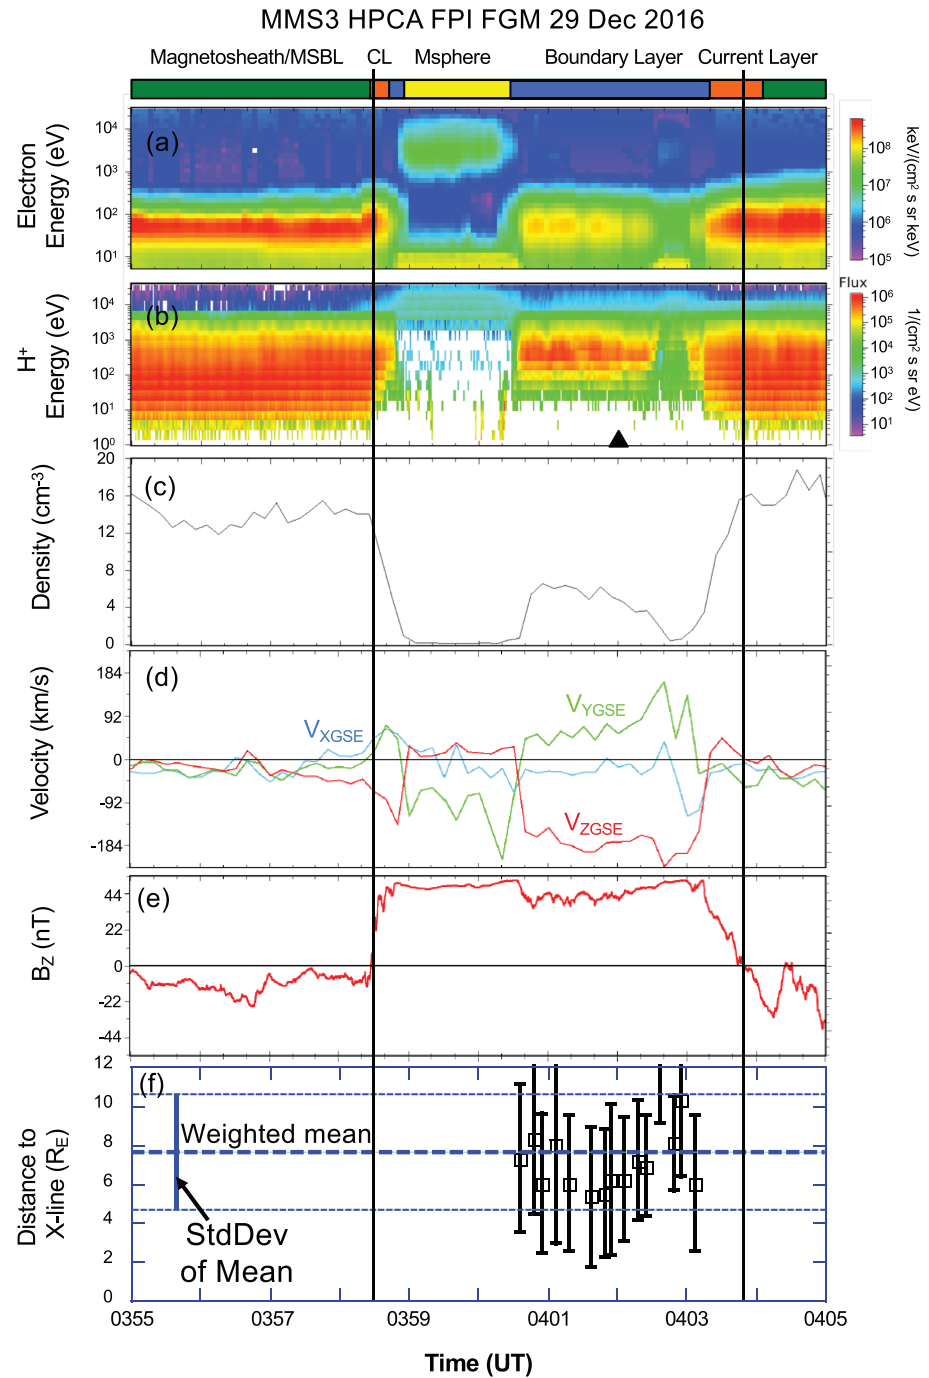 MMS3 HPCA FPI FGM 29 Dec 2016
Magnetosheath/MSBL CL Msphere Boundary Layer Current Layer
(a)
Electron
Energy (eV)
10⁴
10³
10²
10¹
10⁸
10⁷
10⁶
10⁵
keV/(cm² s sr keV)
(b)
H⁺
Energy (eV)
10⁴
10³
10²
10¹
10⁰
Flux
10⁶
10⁵
10⁴
10³
10²
10¹
1/(cm² s sr eV)
(c)
Density (cm⁻³)
20
16
12
8
4
0
(d)
Velocity (km/s)
184
92
0
-92
-184
V_XGSE
V_YGSE
V_ZGSE
(e)
B_Z (nT)
44
22
0
-22
-44
(f)
Distance to
X-line (R_E)
12
10
8
6
4
2
0
Weighted mean
StdDev
of Mean
0355 0357 0359 0401 0403 0405
Time (UT)